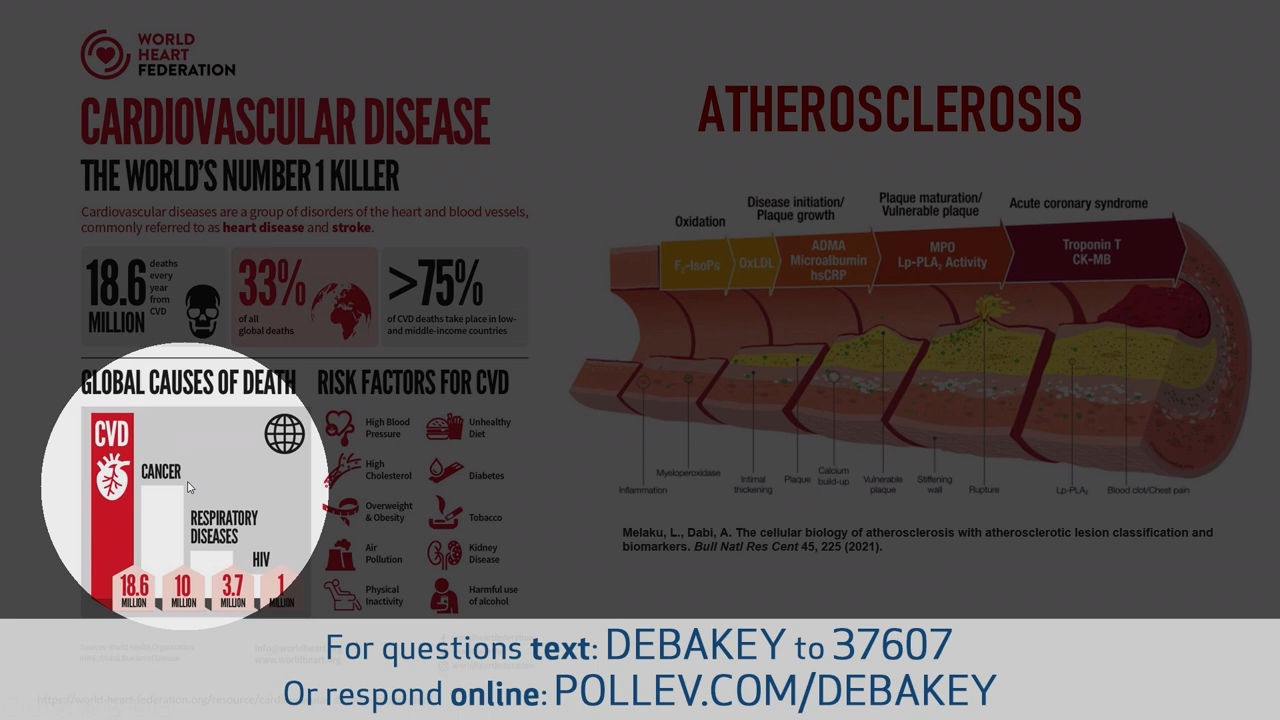 WORLD
HEART
FEDERATION
CARDIOVASCULAR DISEASE
THE WORLD'S NUMBER 1 KILLER
Cardiovascular diseases are a group of disorders of the heart and blood vessels,
commonly referred to as heart disease and stroke.
18.6
MILLION
deaths
every
year
from
CVD
33%
of all
global deaths
>75%
of CVD deaths take place in low-
and middle-income countries
GLOBAL CAUSES OF DEATH
CVD
CANCER
RESPIRATORY
DISEASES
HIV
18.6
MILLION
10
MILLION
3.7
MILLION
1
MILLION
RISK FACTORS FOR CVD
High Blood
Pressure
Unhealthy
Diet
High
Cholesterol
Diabetes
Overweight
& Obesity
Tobacco
Air
Pollution
Kidney
Disease
Physical
Inactivity
Harmful use
of alcohol
ATHEROSCLEROSIS
Oxidation
Disease initiation/
Plaque growth
Plaque maturation/
Vulnerable plaque
Acute coronary syndrome
F₂-IsoPs
OxLDL
ADMA
Microalbumin
hsCRP
MPO
Lp-PLA₂ Activity
Troponin T
CK-MB
Inflammation
Myeloperoxidase
Intimal
thickening
Plaque
Calcium
build-up
Vulnerable
plaque
Stiffening
wall
Rupture
Lp-PLA₂
Blood clot/Chest pain
Melaku, L., Dabi, A. The cellular biology of atherosclerosis with atherosclerotic lesion classification and
biomarkers. Bull Natl Res Cent 45, 225 (2021).
For questions text: DEBAKEY to 37607
Or respond online: POLLEV.COM/DEBAKEY
https://world-heart-federation.org/resource/card